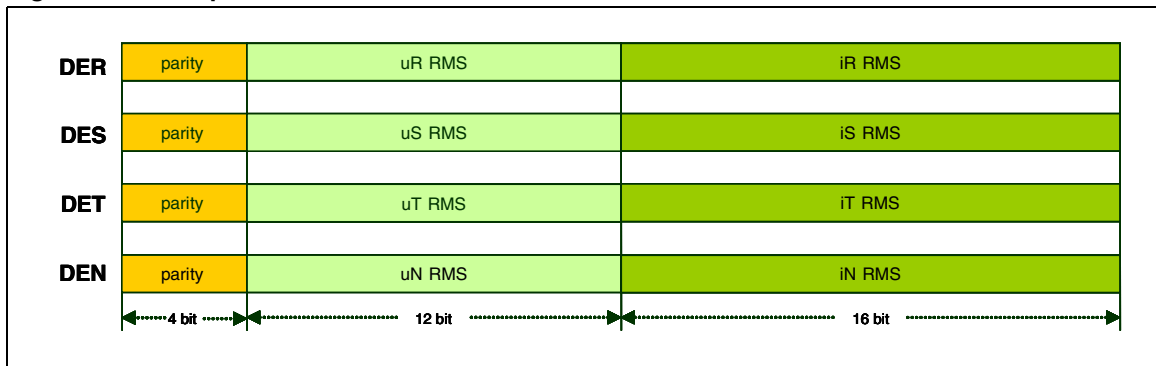 DER parity uR RMS iR RMS
DES parity uS RMS iS RMS
DET parity uT RMS iT RMS
DEN parity uN RMS iN RMS
4 bit 12 bit 16 bit